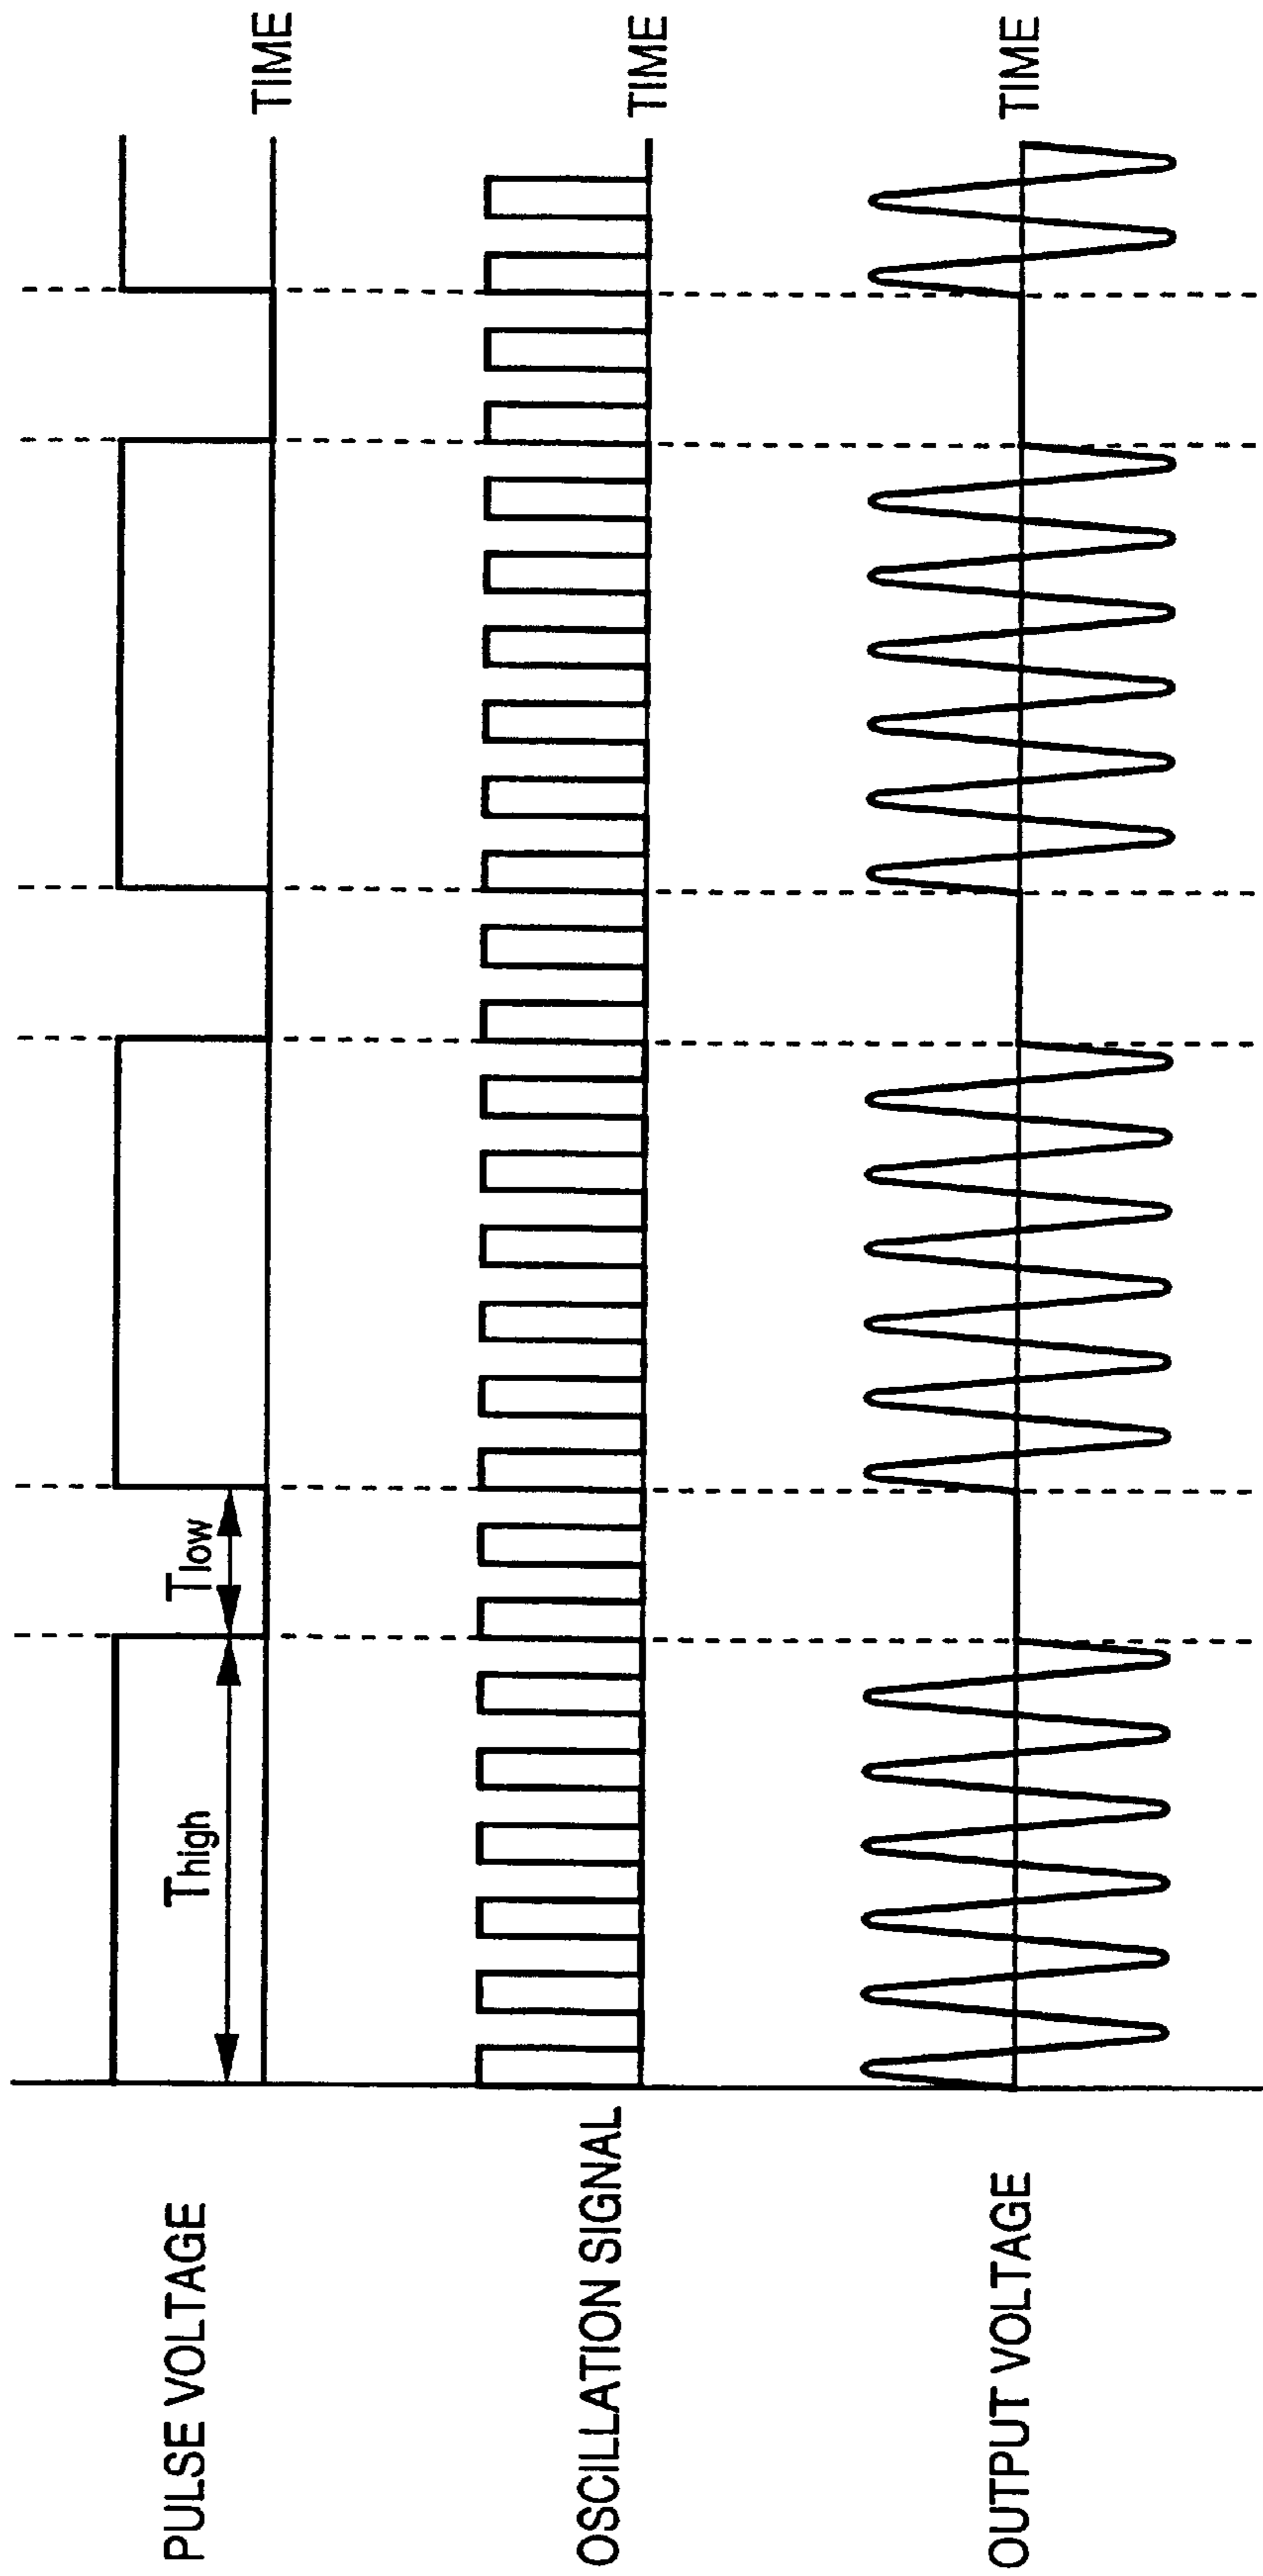 PULSE VOLTAGE
Thigh
Tlow
TIME
OSCILLATION SIGNAL
TIME
OUTPUT VOLTAGE
TIME